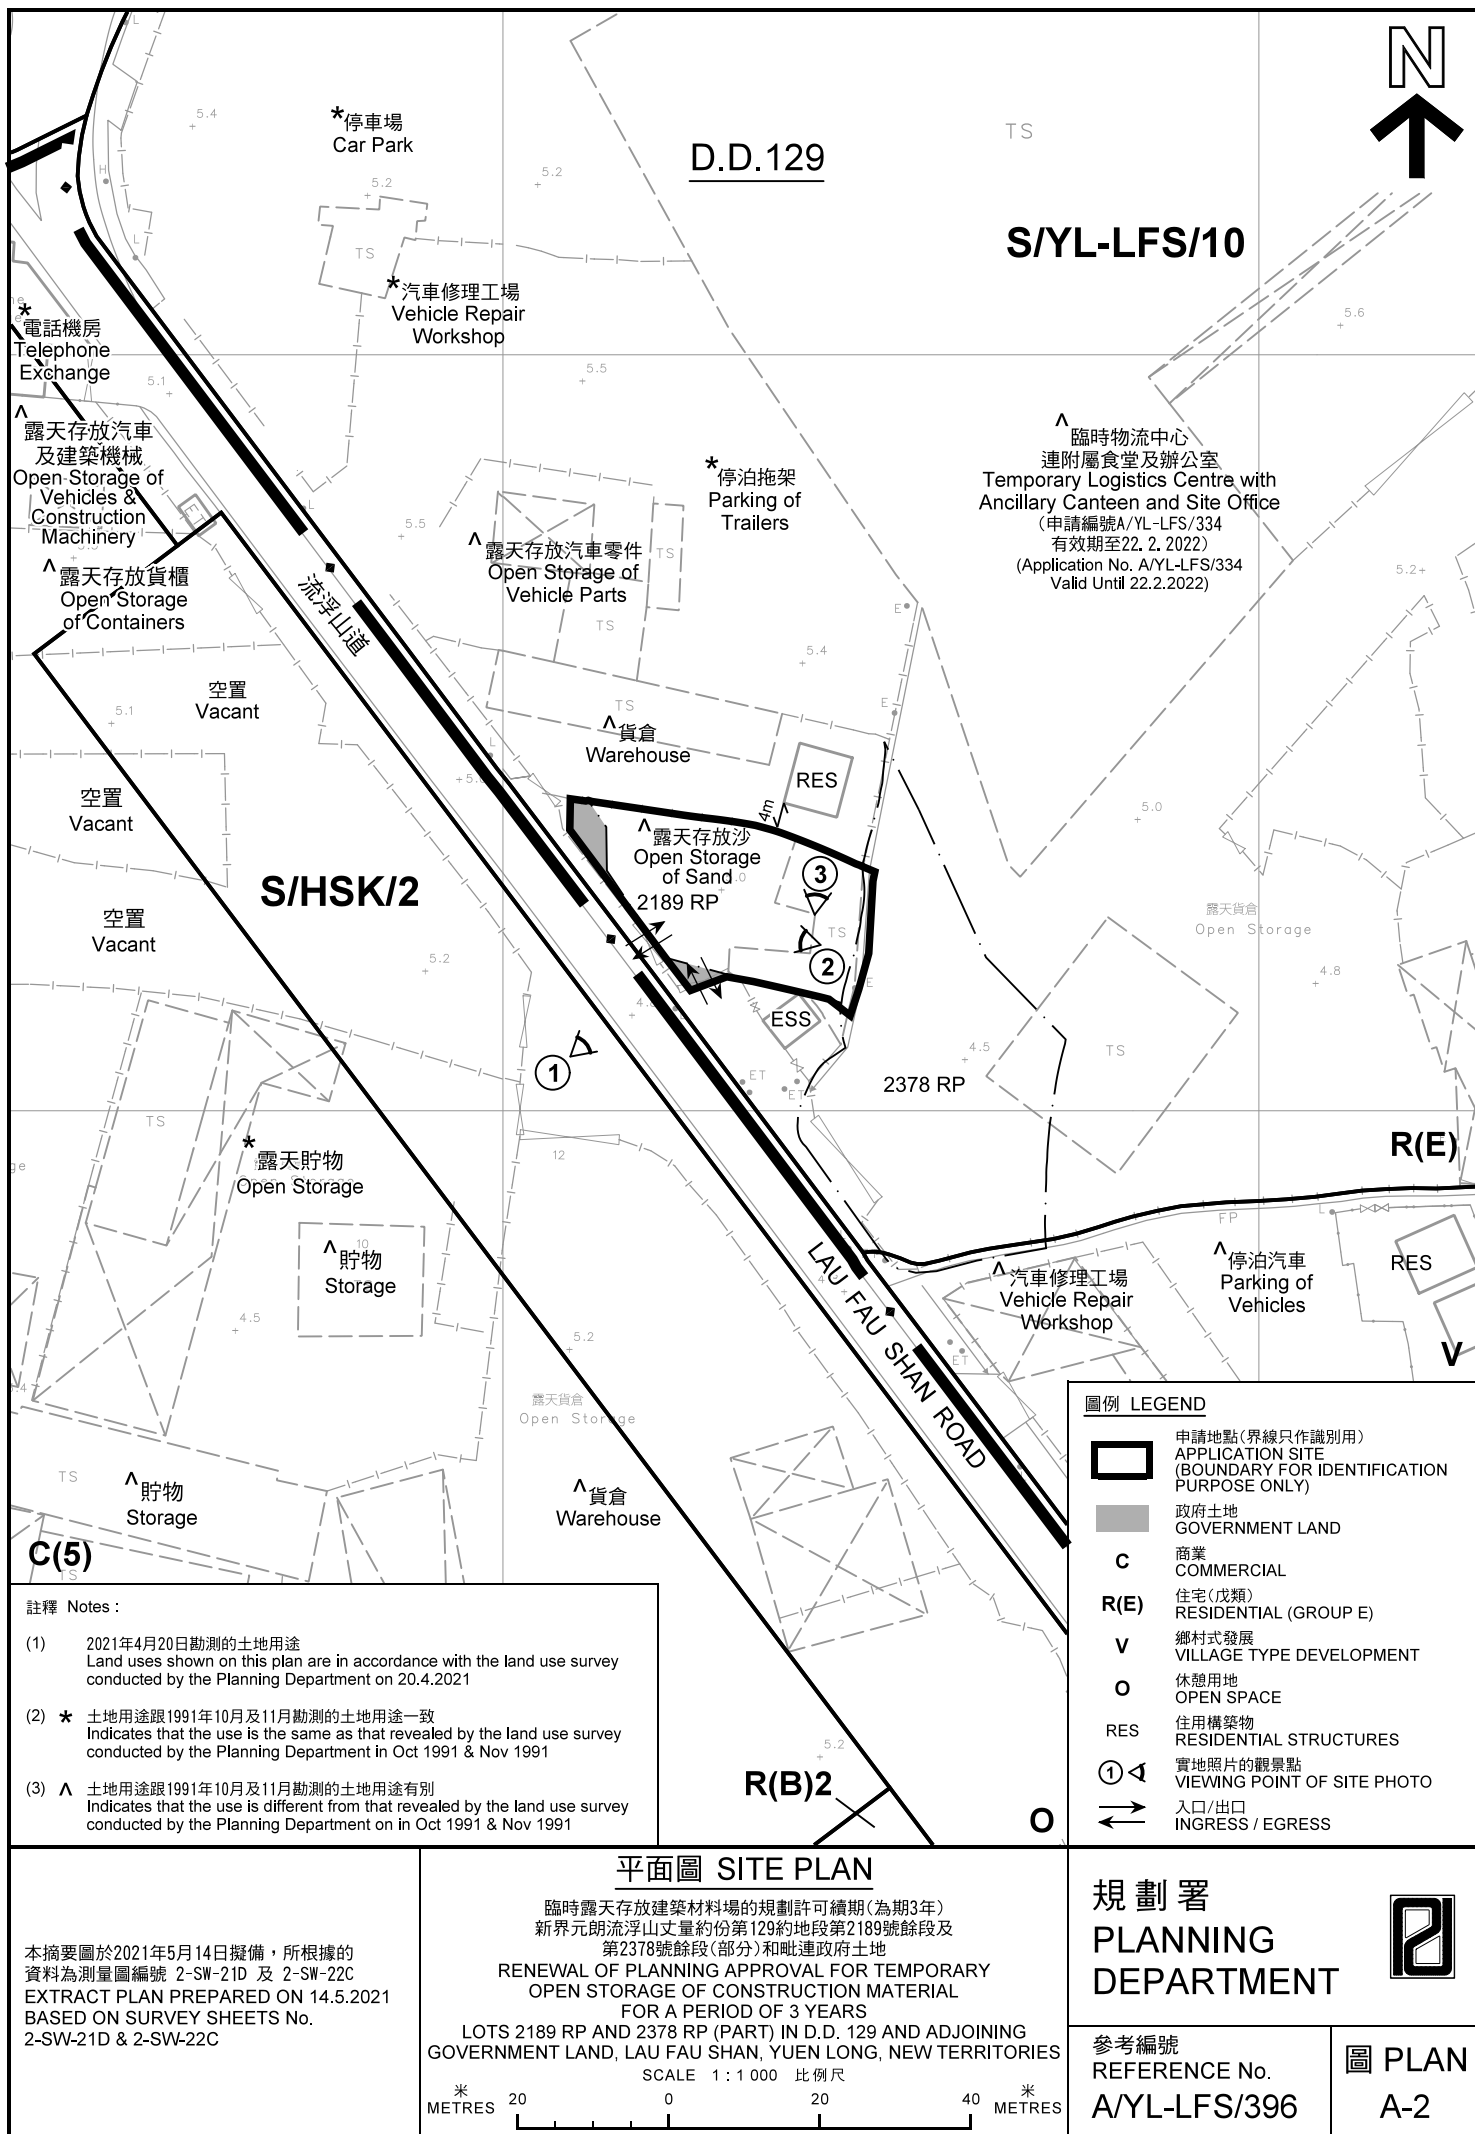 N
D.D.129
TS
S/YL-LFS/10
*停車場
Car Park
5.4
5.2
5.2
L
H
L
TS
*汽車修理工場
Vehicle Repair
Workshop
5.6
5.5
*
電話機房
Telephone
Exchange
5.1
^
露天存放汽車
及建築機械
Open Storage of
Vehicles &
Construction
Machinery
ET
L
^露天存放貨櫃
Open Storage
of Containers
流浮山道
5.5
^露天存放汽車零件
Open Storage of
Vehicle Parts
TS
TS
*停泊拖架
Parking of
Trailers
^
臨時物流中心
連附屬食堂及辦公室
Temporary Logistics Centre with
Ancillary Canteen and Site Office
(申請編號A/YL-LFS/334
有效期至22.2.2022)
(Application No. A/YL-LFS/334
Valid Until 22.2.2022)
5.2
E
5.4
E
空置
Vacant
5.1
TS
^貨倉
Warehouse
L
RES
4m
空置
Vacant
5.0
^露天存放沙
Open Storage
of Sand
2189 RP
3
S/HSK/2
空置
Vacant
露天貨倉
Open Storage
TS
2
5.2
4.8
E
ESS
1
4.5
TS
ET
ET
2378 RP
TS
R(E)
12
*露天貯物
Open Storage
FP
L
10
^貯物
Storage
LAU FAU SHAN ROAD
^汽車修理工場
Vehicle Repair
Workshop
^停泊汽車
Parking of
Vehicles
RES
4.5
5.2
ET
V
露天貨倉
Open Storage
TS
^貯物
Storage
^貨倉
Warehouse
C(5)
TS
5.2
R(B)2
O
註釋 Notes :
(1) 2021年4月20日勘測的土地用途
Land uses shown on this plan are in accordance with the land use survey
conducted by the Planning Department on 20.4.2021
(2) * 土地用途跟1991年10月及11月勘測的土地用途一致
Indicates that the use is the same as that revealed by the land use survey
conducted by the Planning Department in Oct 1991 & Nov 1991
(3) ^ 土地用途跟1991年10月及11月勘測的土地用途有別
Indicates that the use is different from that revealed by the land use survey
conducted by the Planning Department on in Oct 1991 & Nov 1991
圖例 LEGEND
申請地點(界線只作識別用)
APPLICATION SITE
(BOUNDARY FOR IDENTIFICATION
PURPOSE ONLY)
政府土地
GOVERNMENT LAND
C 商業
COMMERCIAL
R(E) 住宅(戊類)
RESIDENTIAL (GROUP E)
V 鄉村式發展
VILLAGE TYPE DEVELOPMENT
O 休憩用地
OPEN SPACE
RES 住用構築物
RESIDENTIAL STRUCTURES
1 實地照片的觀景點
VIEWING POINT OF SITE PHOTO
入口/出口
INGRESS / EGRESS
本摘要圖於2021年5月14日擬備，所根據的
資料為測量圖編號 2-SW-21D 及 2-SW-22C
EXTRACT PLAN PREPARED ON 14.5.2021
BASED ON SURVEY SHEETS No.
2-SW-21D & 2-SW-22C
平面圖 SITE PLAN
臨時露天存放建築材料場的規劃許可續期(為期3年)
新界元朗流浮山丈量約份第129約地段第2189號餘段及
第2378號餘段(部分)和毗連政府土地
RENEWAL OF PLANNING APPROVAL FOR TEMPORARY
OPEN STORAGE OF CONSTRUCTION MATERIAL
FOR A PERIOD OF 3 YEARS
LOTS 2189 RP AND 2378 RP (PART) IN D.D. 129 AND ADJOINING
GOVERNMENT LAND, LAU FAU SHAN, YUEN LONG, NEW TERRITORIES
SCALE 1 : 1 000 比例尺
米
METRES 20 0 20 40 米
METRES
規劃署
PLANNING
DEPARTMENT
參考編號
REFERENCE No.
A/YL-LFS/396
圖 PLAN
A-2